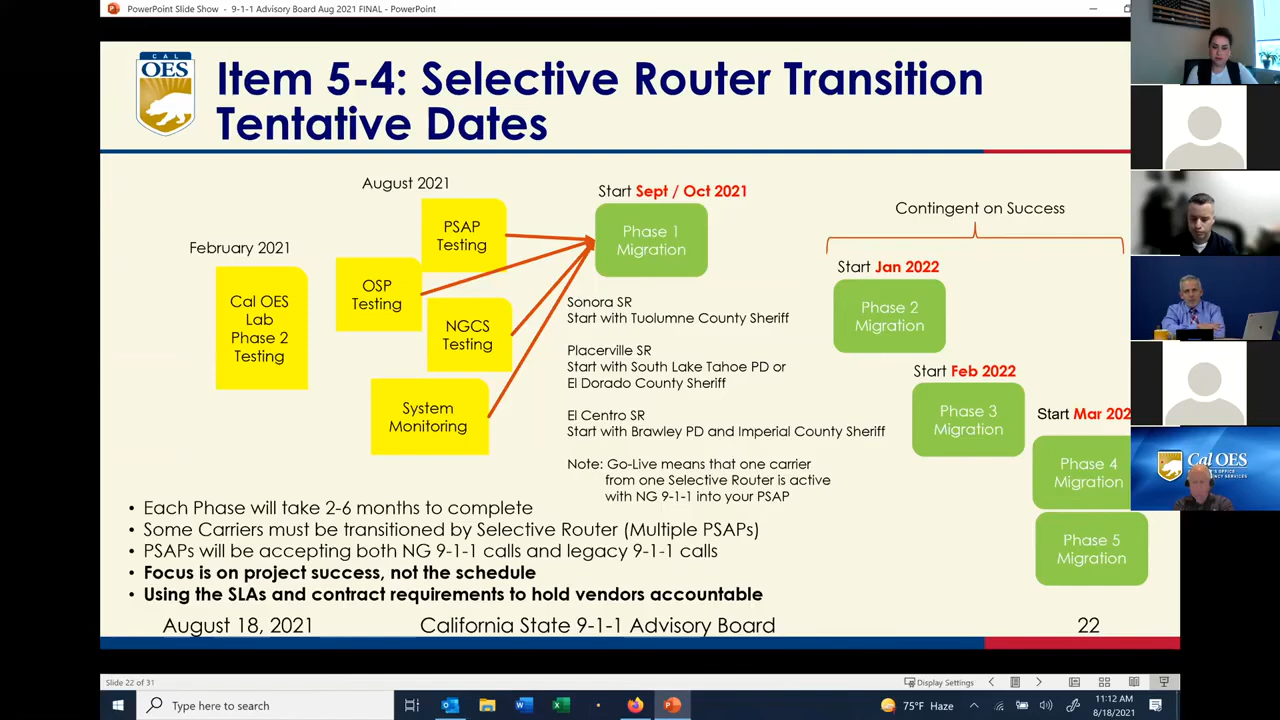 PowerPoint Slide Show - 9-1-1 Advisory Board Aug 2021 FINAL - PowerPoint
CAL
OES
Item 5-4: Selective Router Transition
Tentative Dates
August 2021
February 2021
Cal OES
Lab
Phase 2
Testing
PSAP
Testing
OSP
Testing
NGCS
Testing
System
Monitoring
Start Sept / Oct 2021
Phase 1
Migration
Sonora SR
Start with Tuolumne County Sheriff
Placerville SR
Start with South Lake Tahoe PD or
El Dorado County Sheriff
El Centro SR
Start with Brawley PD and Imperial County Sheriff
Note: Go-Live means that one carrier
from one Selective Router is active
with NG 9-1-1 into your PSAP
Contingent on Success
Start Jan 2022
Phase 2
Migration
Start Feb 2022
Phase 3
Migration
Start Mar 202
Phase 4
Migration
Phase 5
Migration
• Each Phase will take 2-6 months to complete
• Some Carriers must be transitioned by Selective Router (Multiple PSAPs)
• PSAPs will be accepting both NG 9-1-1 calls and legacy 9-1-1 calls
• Focus is on project success, not the schedule
• Using the SLAs and contract requirements to hold vendors accountable
August 18, 2021
California State 9-1-1 Advisory Board
22
Cal OES
Slide 22 of 31
Display Settings
Type here to search
75°F Haze
11:12 AM
8/18/2021